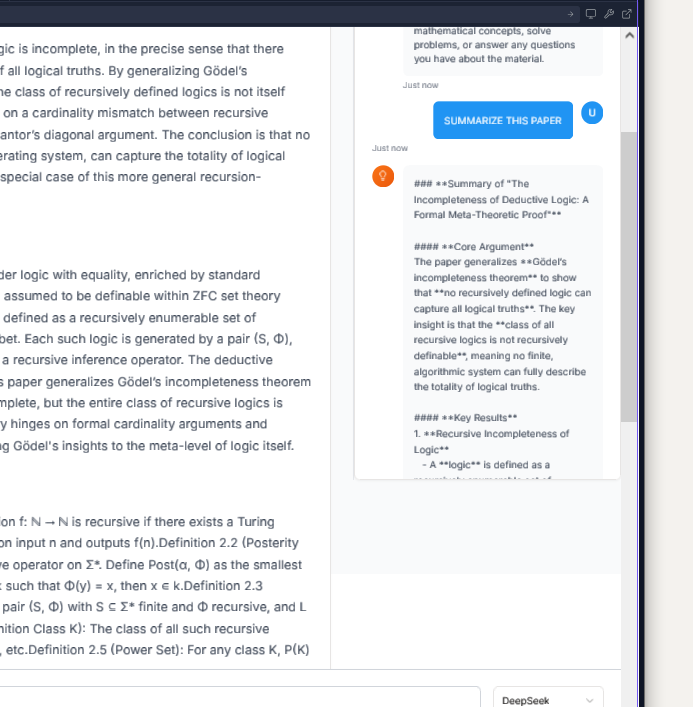 gic is incomplete, in the precise sense that there
f all logical truths. By generalizing Gödel's
ne class of recursively defined logics is not itself
on a cardinality mismatch between recursive
antor's diagonal argument. The conclusion is that no
erating system, can capture the totality of logical
special case of this more general recursion-
der logic with equality, enriched by standard
assumed to be definable within ZFC set theory
defined as a recursively enumerable set of
bet. Each such logic is generated by a pair (S, Φ),
a recursive inference operator. The deductive
s paper generalizes Gödel's incompleteness theorem
mplete, but the entire class of recursive logics is
y hinges on formal cardinality arguments and
ng Gödel's insights to the meta-level of logic itself.
ion f: ℕ → ℕ is recursive if there exists a Turing
on input n and outputs f(n).Definition 2.2 (Posterity
ve operator on Σ*. Define Post(α, Φ) as the smallest
such that Φ(y) = x, then x ∈ k.Definition 2.3
pair (S, Φ) with S ⊆ Σ* finite and Φ recursive, and L
nition Class K): The class of all such recursive
, etc.Definition 2.5 (Power Set): For any class K, P(K)
mathematical concepts, solve
problems, or answer any questions
you have about the material.
Just now
SUMMARIZE THIS PAPER
U
Just now
### **Summary of "The
Incompleteness of Deductive Logic: A
Formal Meta-Theoretic Proof"**
#### **Core Argument**
The paper generalizes **Gödel's
incompleteness theorem** to show
that **no recursively defined logic can
capture all logical truths**. The key
insight is that the **class of all
recursive logics is not recursively
definable**, meaning no finite,
algorithmic system can fully describe
the totality of logical truths.
#### **Key Results**
1. **Recursive Incompleteness of
Logic**
- A **logic** is defined as a
recursively enumerable set of
DeepSeek